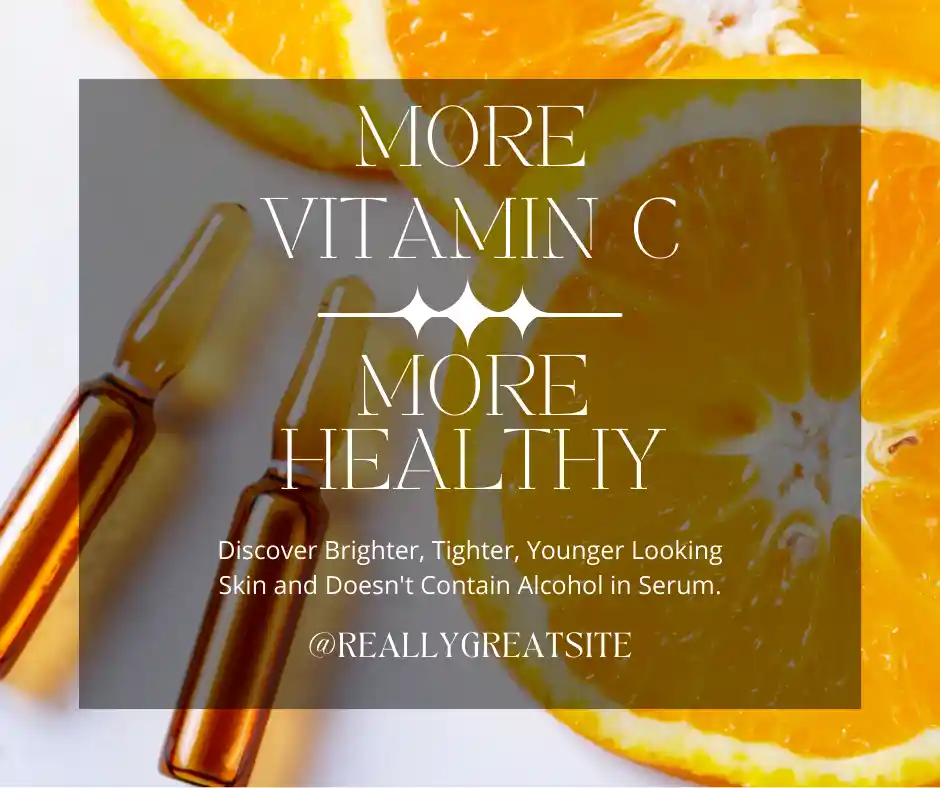 MORE
VITAMIN C
MORE
HEALTHY
Discover Brighter, Tighter, Younger Looking
Skin and Doesn't Contain Alcohol in Serum.
@REALLYGREATSITE